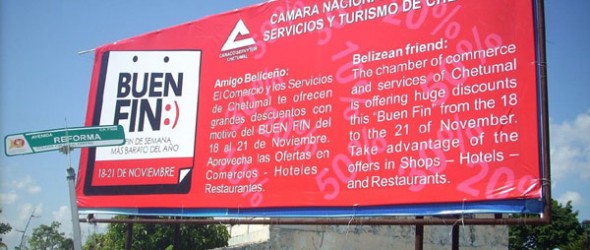 CÁMARA NACIONAL
SERVICIOS Y TURISMO DE CHE
CANACO SERVYTUR
CHETUMAL
BUEN
FIN:)
FIN DE SEMANA
MÁS BARATO DEL AÑO
18-21 DE NOVIEMBRE
AVENIDA
REFORMA
Amigo Beliceño:
El Comercio y los Servicios
de Chetumal te ofrecen
grandes descuentos con
motivo del BUEN FIN del
18 al 21 de Noviembre.
Aprovecha las Ofertas en
Comercios - Hoteles
Restaurantes.
Belizean friend:
The chamber of commerce
and services of Chetumal
is offering huge discounts
this "Buen Fin" from the 18
to the 21 of November.
Take advantage of the
offers in Shops – Hotels –
and Restaurants.